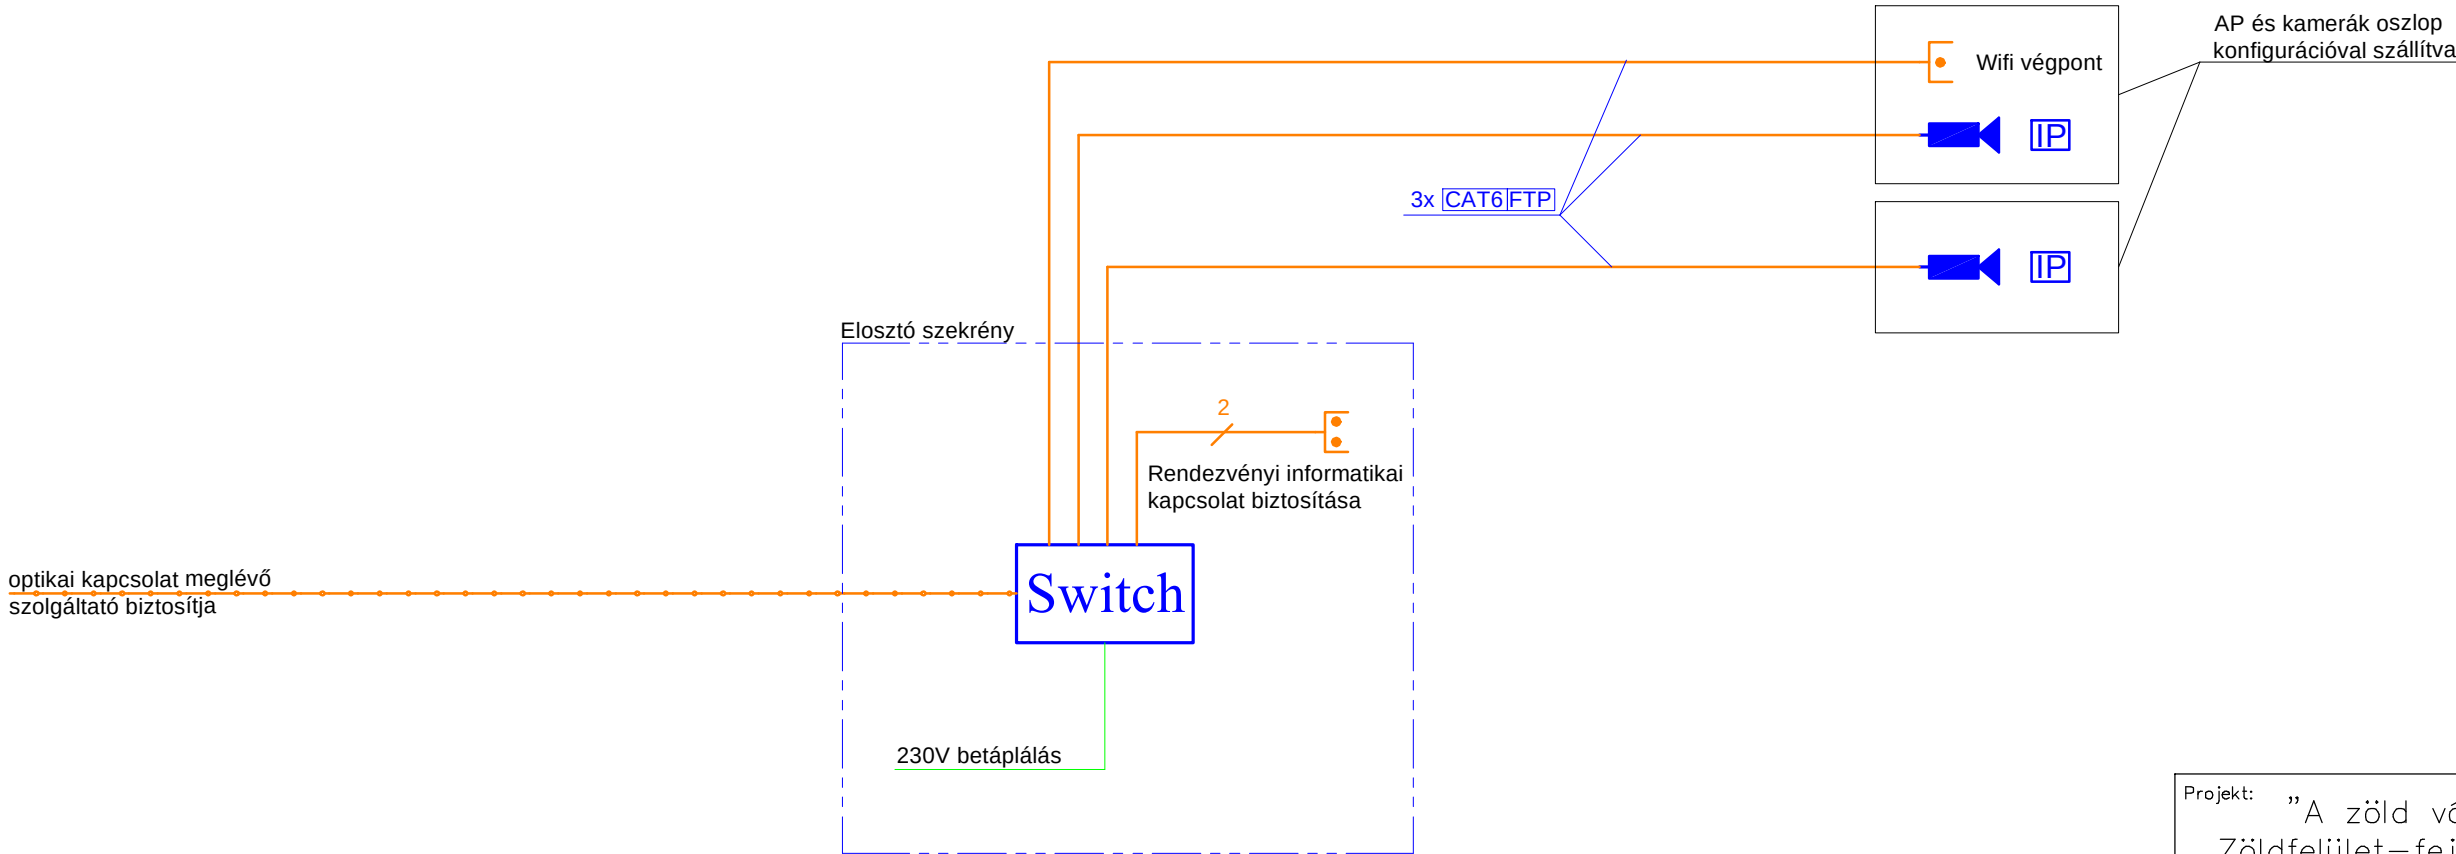 AP és kamerák oszlop
konfigurációval szállítva
Wifi végpont
IP
3x CAT6 FTP
IP
Elosztó szekrény
2
Rendezvényi informatikai
kapcsolat biztosítása
optikai kapcsolat meglévő
szolgáltató biztosítja
Switch
230V betáplálás
Projekt:
"A zöld